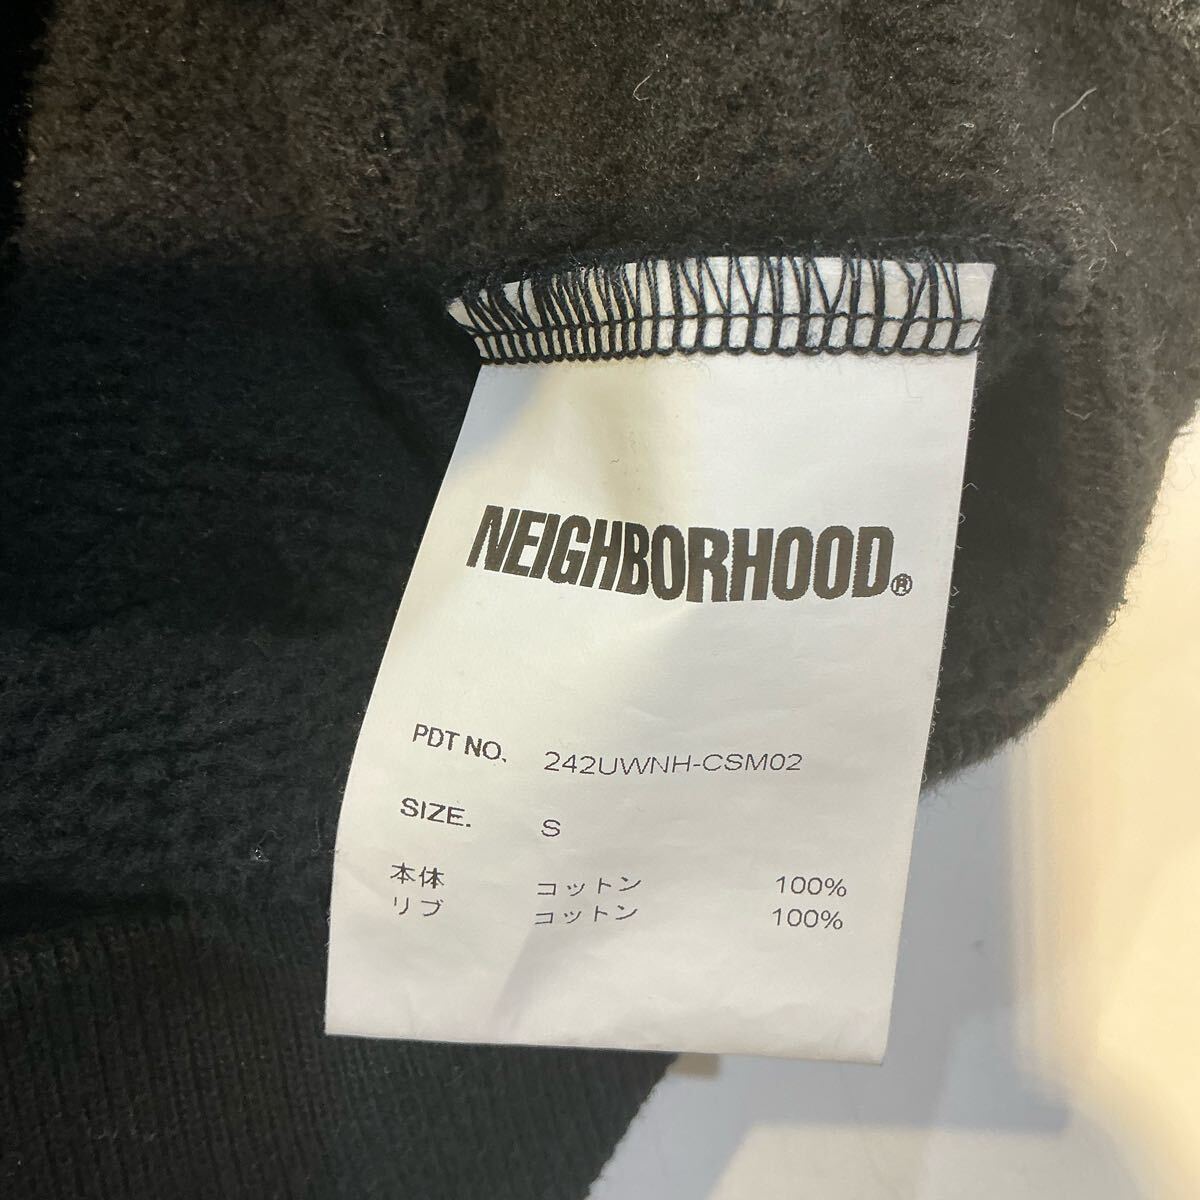 NEIGHBORHOOD®
PDT NO. 242UWNH-CSM02
SIZE. S
本体 コットン 100%
リブ コットン 100%